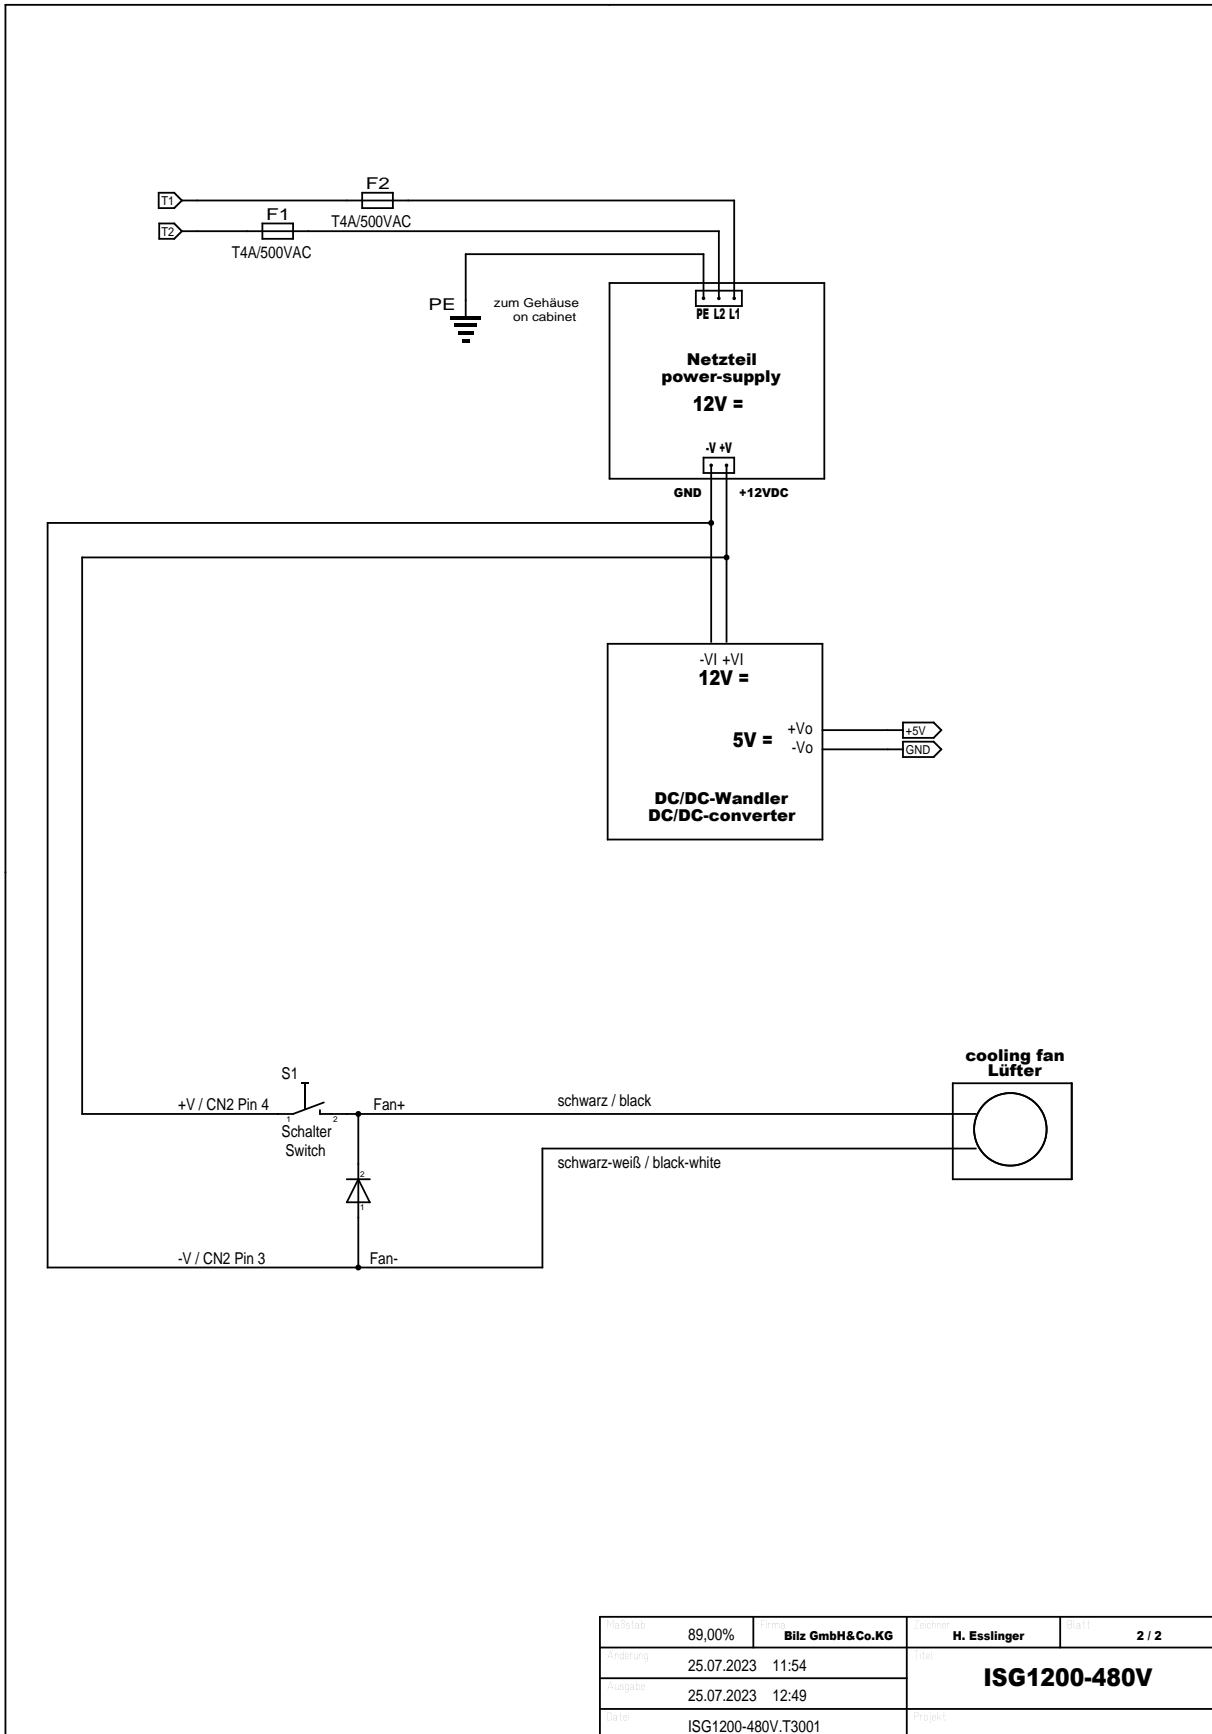 T1
F2
T4A/500VAC
T2
F1
T4A/500VAC
PE
zum Gehäuse
on cabinet
PE L2 L1
Netzteil
power-supply
12V =
-V +V
GND
+12VDC
-VI +VI
12V =
5V =
+Vo
-Vo
+5V
GND
DC/DC-Wandler
DC/DC-converter
cooling fan
Lüfter
S1
+V / CN2 Pin 4
1
2
Schalter
Switch
Fan+
schwarz / black
schwarz-weiß / black-white
2
1
-V / CN2 Pin 3
Fan-
Maßstab
89,00%
Firma
Bilz GmbH&Co.KG
Zeichner
H. Esslinger
Blatt
2 / 2
Änderung
25.07.2023 11:54
Titel
ISG1200-480V
Ausgabe
25.07.2023 12:49
Datei
ISG1200-480V.T3001
Projekt